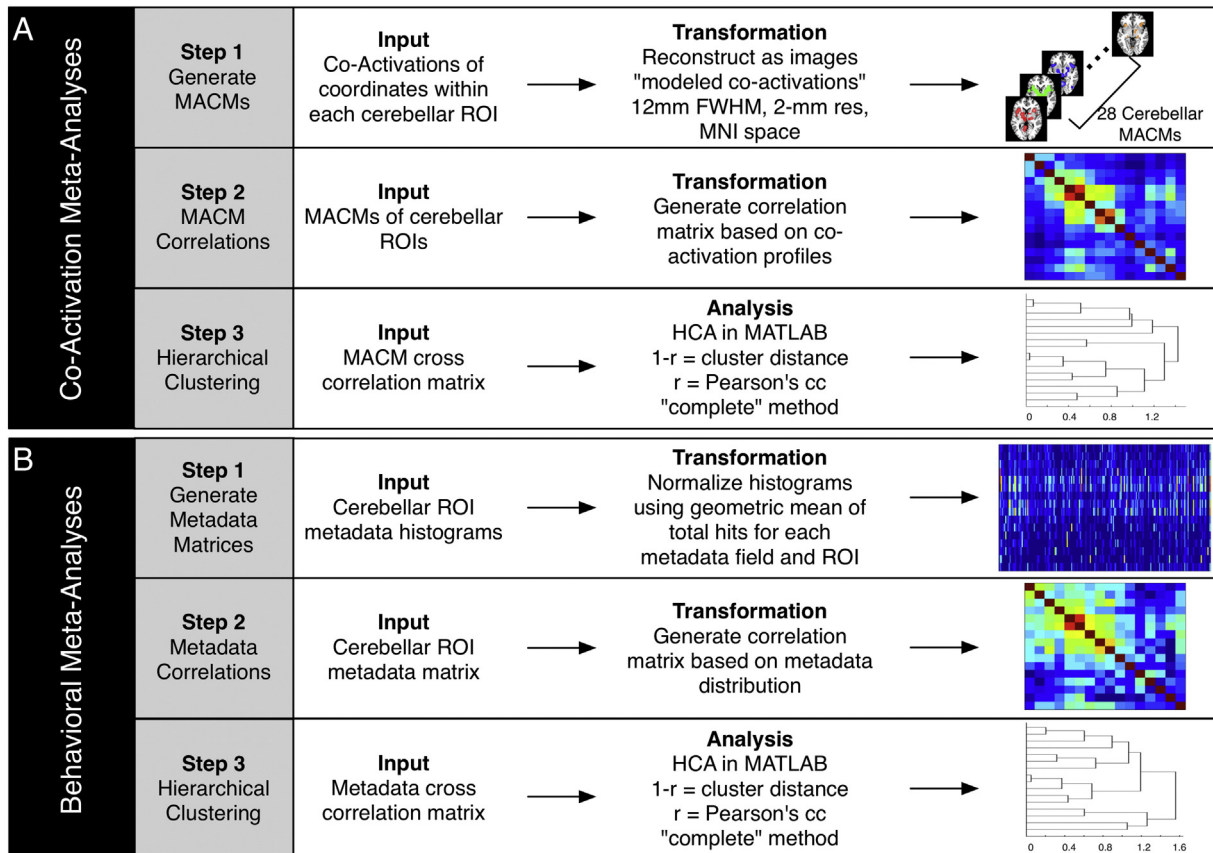 A
Co-Activation Meta-Analyses
Step 1
Generate
MACMs
Input
Co-Activations of
coordinates within
each cerebellar ROI
Transformation
Reconstruct as images
"modeled co-activations"
12mm FWHM, 2-mm res,
MNI space
28 Cerebellar
MACMs
Step 2
MACM
Correlations
Input
MACMs of cerebellar
ROIs
Transformation
Generate correlation
matrix based on co-
activation profiles
Step 3
Hierarchical
Clustering
Input
MACM cross
correlation matrix
Analysis
HCA in MATLAB
1-r = cluster distance
r = Pearson's cc
"complete" method
0 0.4 0.8 1.2
B
Behavioral Meta-Analyses
Step 1
Generate
Metadata
Matrices
Input
Cerebellar ROI
metadata histograms
Transformation
Normalize histograms
using geometric mean of
total hits for each
metadata field and ROI
Step 2
Metadata
Correlations
Input
Cerebellar ROI
metadata matrix
Transformation
Generate correlation
matrix based on metadata
distribution
Step 3
Hierarchical
Clustering
Input
Metadata cross
correlation matrix
Analysis
HCA in MATLAB
1-r = cluster distance
r = Pearson's cc
"complete" method
0 0.4 0.8 1.2 1.6